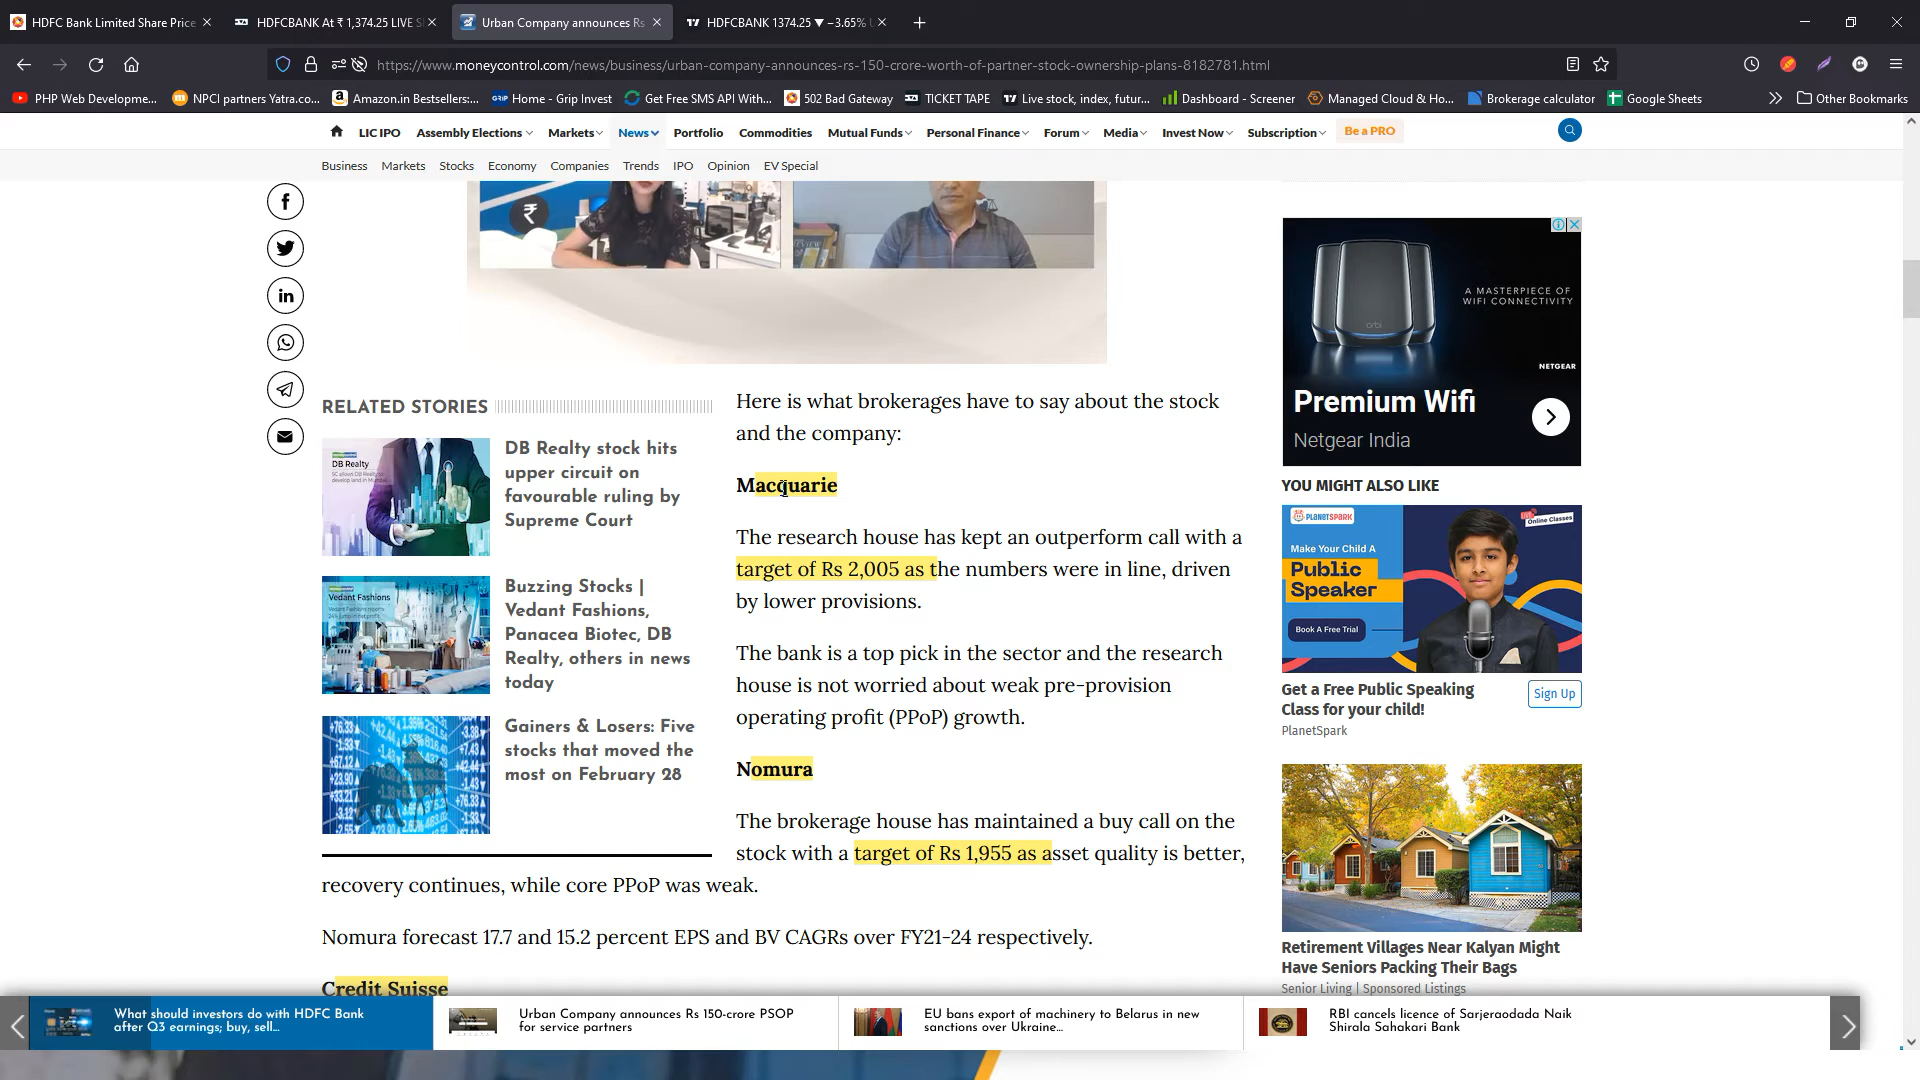 HDFC Bank Limited Share Price
HDFCBANK At ₹ 1,374.25 LIVE S
Urban Company announces Rs
HDFCBANK 1374.25 ▼ −3.65% U
https://www.moneycontrol.com/news/business/urban-company-announces-rs-150-crore-worth-of-partner-stock-ownership-plans-8182781.html
PHP Web Developme...
NPCI partners Yatra.co...
Amazon.in Bestsellers:...
GRIP Home - Grip Invest
Get Free SMS API With...
502 Bad Gateway
TICKET TAPE
Live stock, index, futur...
Dashboard - Screener
Managed Cloud & Ho...
Brokerage calculator
Google Sheets
Other Bookmarks
LIC IPO
Assembly Elections
Markets
News
Portfolio
Commodities
Mutual Funds
Personal Finance
Forum
Media
Invest Now
Subscription
Be a PRO
Business
Markets
Stocks
Economy
Companies
Trends
IPO
Opinion
EV Special
₹
RELATED STORIES
DB Realty
DB Realty stock hits
upper circuit on
favourable ruling by
Supreme Court
Vedant Fashions
Buzzing Stocks |
Vedant Fashions,
Panacea Biotec, DB
Realty, others in news
today
Gainers & Losers: Five
stocks that moved the
most on February 28
Here is what brokerages have to say about the stock
and the company:
Macquarie
The research house has kept an outperform call with a
target of Rs 2,005 as the numbers were in line, driven
by lower provisions.
The bank is a top pick in the sector and the research
house is not worried about weak pre-provision
operating profit (PPoP) growth.
Nomura
The brokerage house has maintained a buy call on the
stock with a target of Rs 1,955 as asset quality is better,
recovery continues, while core PPoP was weak.
Nomura forecast 17.7 and 15.2 percent EPS and BV CAGRs over FY21-24 respectively.
Credit Suisse
A MASTERPIECE OF
WIFI CONNECTIVITY
orbi
NETGEAR
Premium Wifi
Netgear India
YOU MIGHT ALSO LIKE
PLANETSPARK
LIVE Online Classes
Make Your Child A
Public
Speaker
Book A Free Trial
Get a Free Public Speaking
Class for your child!
Sign Up
PlanetSpark
Retirement Villages Near Kalyan Might
Have Seniors Packing Their Bags
Senior Living | Sponsored Listings
What should investors do with HDFC Bank
after Q3 earnings; buy, sell...
Urban Company announces Rs 150-crore PSOP
for service partners
EU bans export of machinery to Belarus in new
sanctions over Ukraine...
RBI cancels licence of Sarjeraodada Naik
Shirala Sahakari Bank